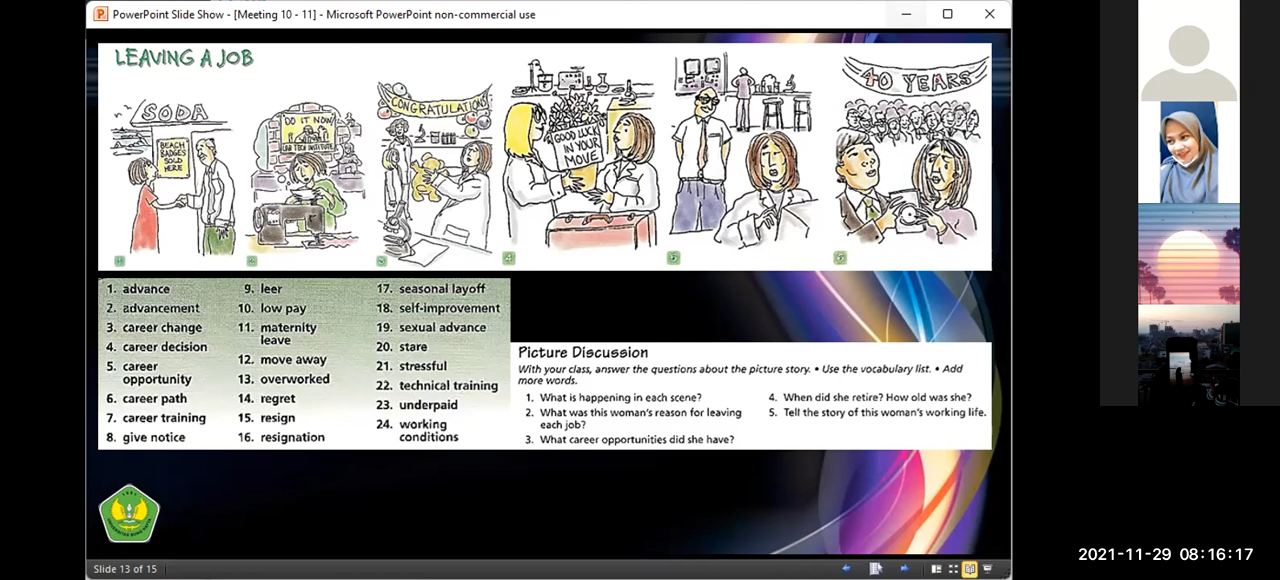 PowerPoint Slide Show - [Meeting 10 - 11] - Microsoft PowerPoint non-commercial use
LEAVING A JOB
SODA
BEACH
BADGES
SOLD
HERE
DO IT NOW
LAB TECH INSTITUTE
CONGRATULATIONS
GOOD LUCK
IN YOUR
MOVE
40 YEARS
1. advance
2. advancement
3. career change
4. career decision
5. career
opportunity
6. career path
7. career training
8. give notice
9. leer
10. low pay
11. maternity
leave
12. move away
13. overworked
14. regret
15. resign
16. resignation
17. seasonal layoff
18. self-improvement
19. sexual advance
20. stare
21. stressful
22. technical training
23. underpaid
24. working
conditions
Picture Discussion
With your class, answer the questions about the picture story. • Use the vocabulary list. • Add
more words.
1. What is happening in each scene?
2. What was this woman's reason for leaving
each job?
3. What career opportunities did she have?
4. When did she retire? How old was she?
5. Tell the story of this woman's working life.
Slide 13 of 15
2021-11-29 08:16:17